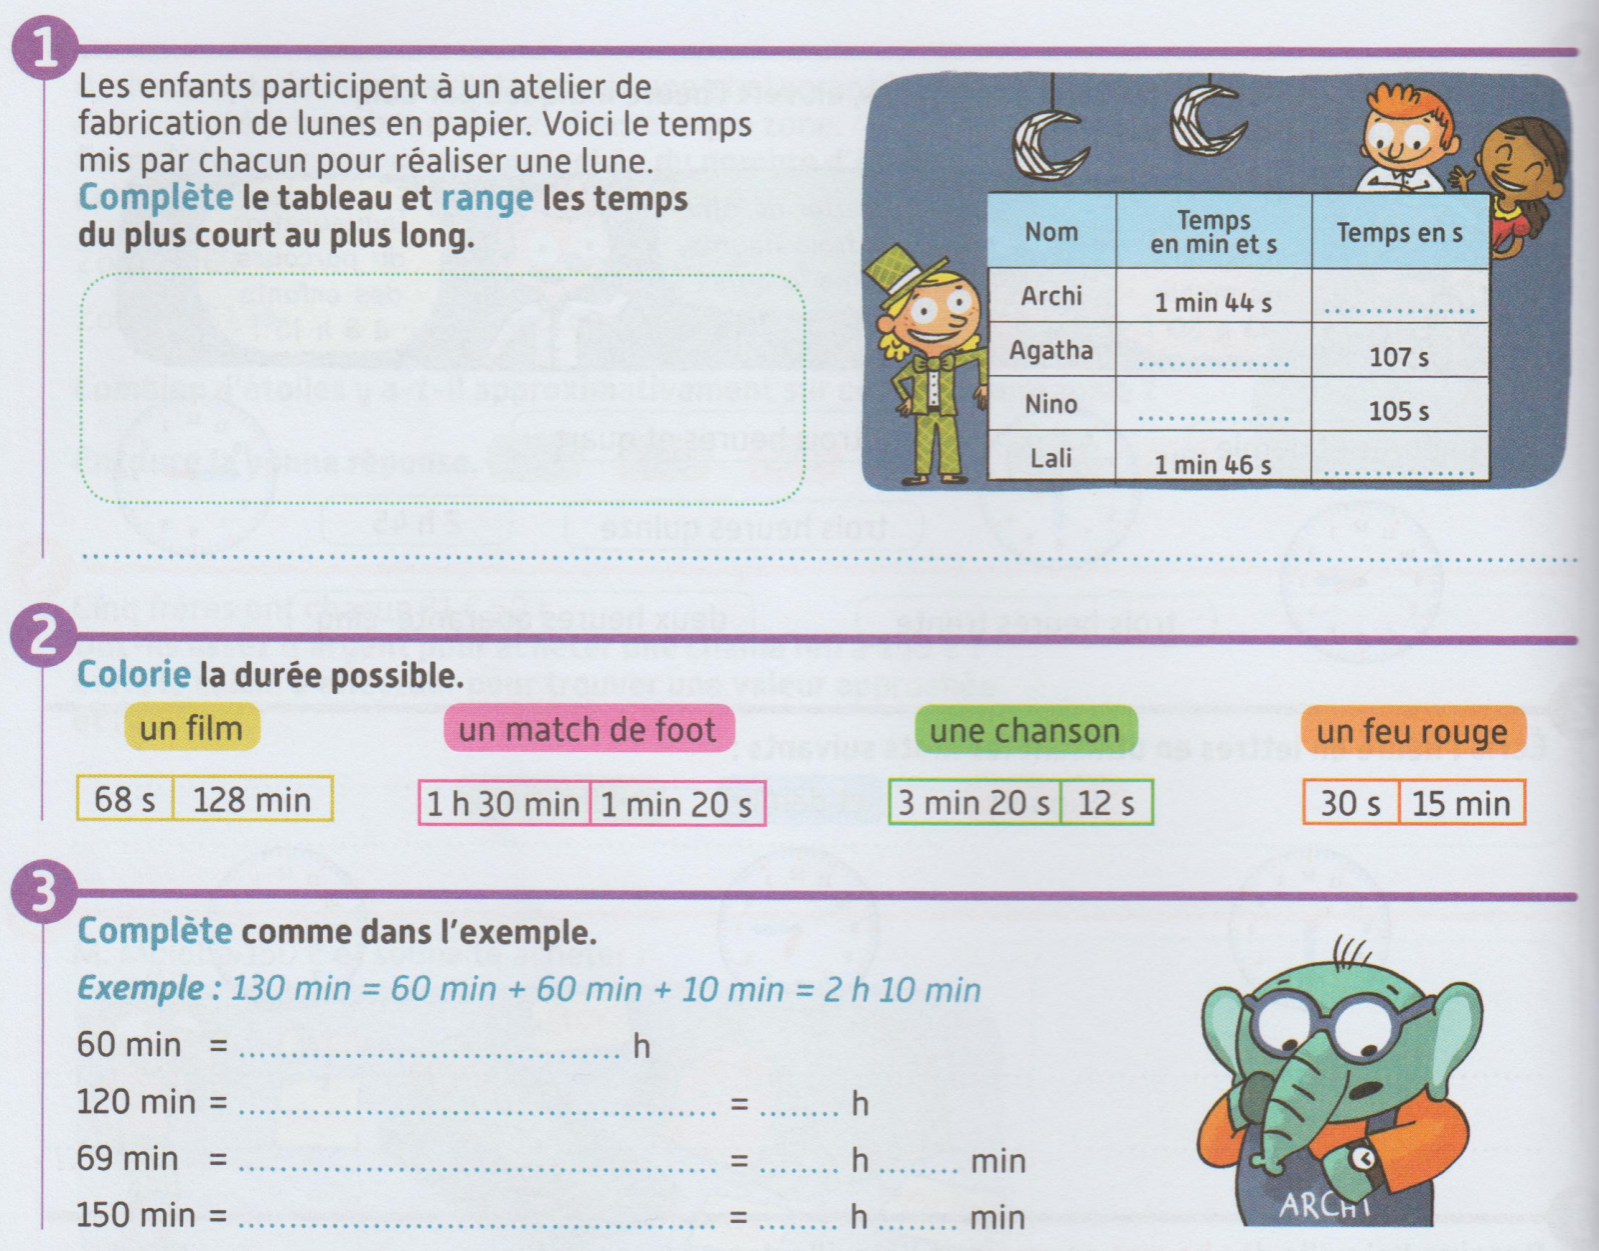 1
Les enfants participent à un atelier de
fabrication de lunes en papier. Voici le temps
mis par chacun pour réaliser une lune.
Complète le tableau et range les temps
du plus court au plus long.
Nom
Temps
en min et s
Temps en s
Archi
1 min 44 s
...............
Agatha
...............
107 s
Nino
...............
105 s
Lali
1 min 46 s
...............
2
Colorie la durée possible.
un film
un match de foot
une chanson
un feu rouge
68 s 128 min
1 h 30 min 1 min 20 s
3 min 20 s 12 s
30 s 15 min
3
Complète comme dans l'exemple.
Exemple : 130 min = 60 min + 60 min + 10 min = 2 h 10 min
60 min = ...................................... h
120 min = ................................................ = ........ h
69 min = ................................................ = ........ h ........ min
150 min = ................................................ = ........ h ........ min
ARCHI